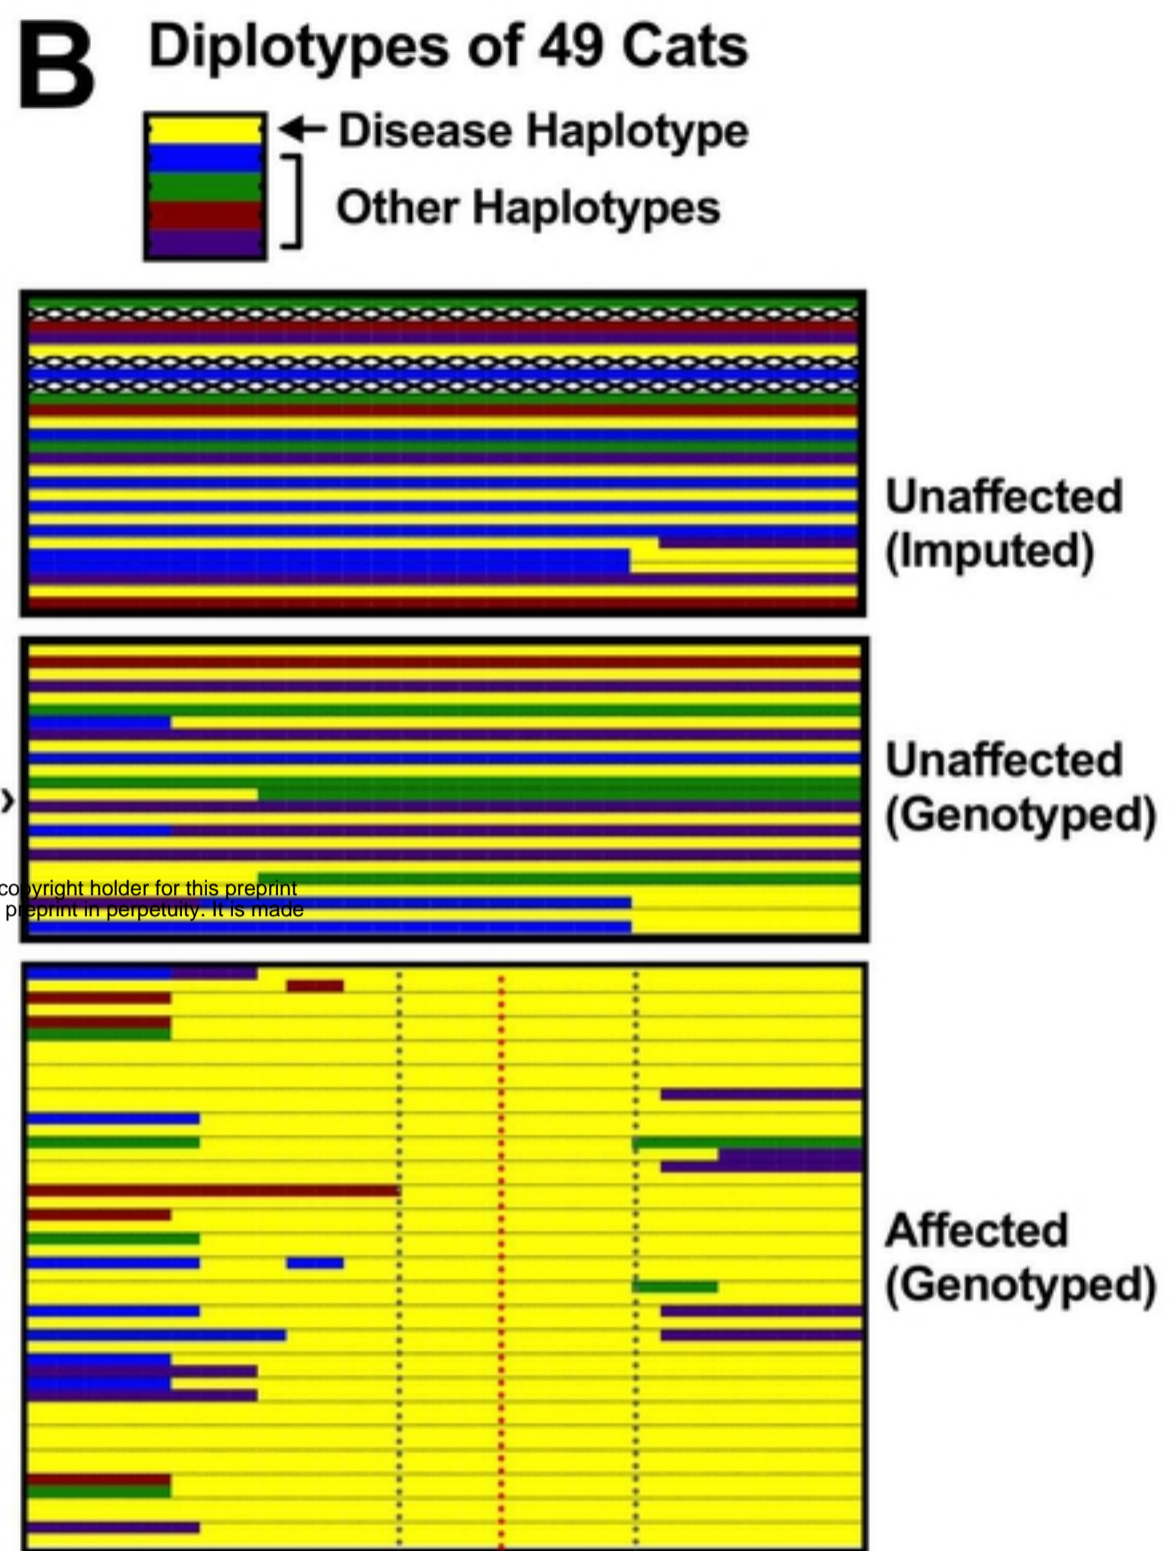 B Diplotypes of 49 Cats
Disease Haplotype
Other Haplotypes
Unaffected
(Imputed)
Unaffected
(Genotyped)
copyright holder for this preprint
preprint in perpetuity. It is made
Affected
(Genotyped)